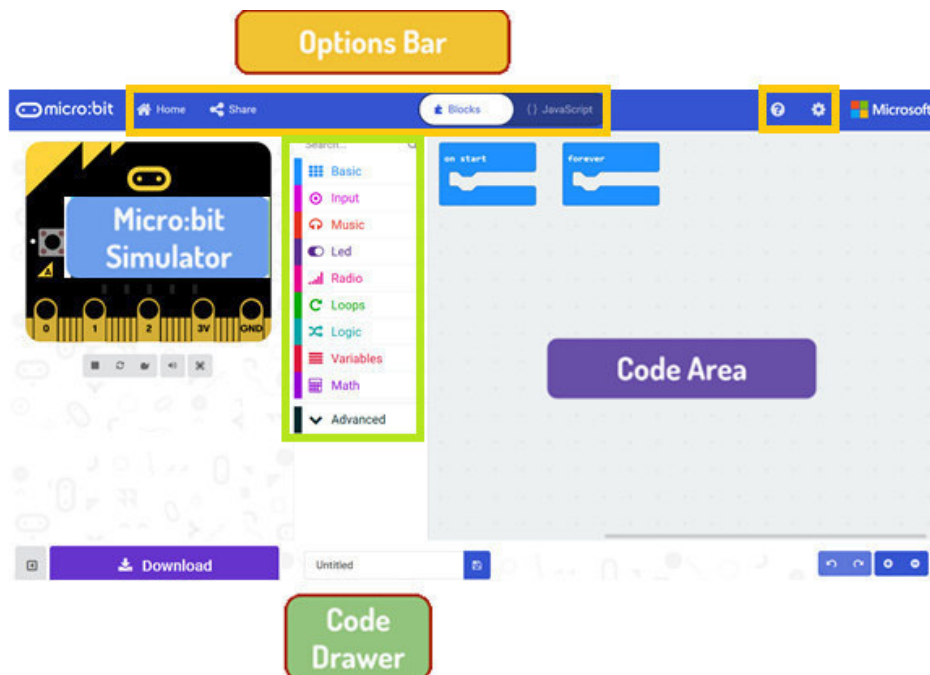 Options Bar
micro:bit
Home
Share
Blocks
{} JavaScript
?
Microsoft
Search...
Basic
Input
Music
Led
Radio
Loops
Logic
Variables
Math
Advanced
Micro:bit
Simulator
A
0 1 2 3V GND
on start
forever
Code Area
Download
Untitled
Code
Drawer